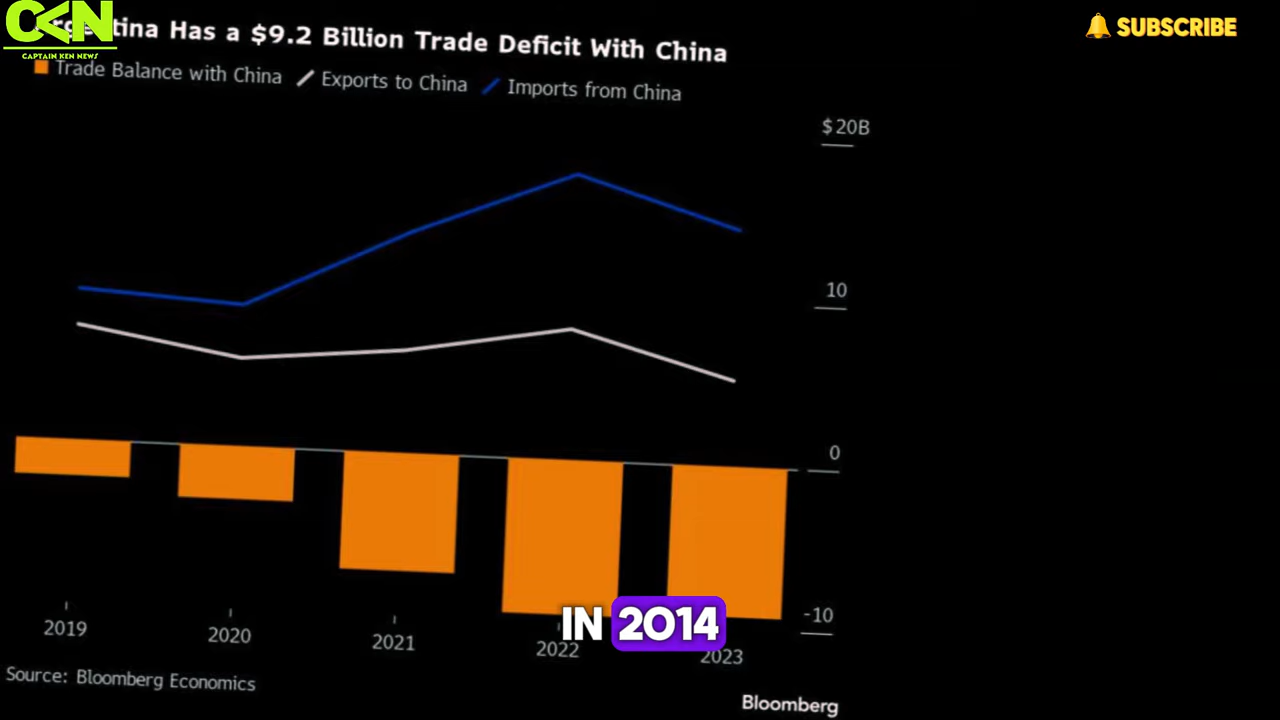 CKN
CAPTAIN KEN NEWS
Argentina Has a $9.2 Billion Trade Deficit With China
🔔 SUBSCRIBE
Trade Balance with China Exports to China Imports from China
$20B
10
0
-10
IN 2014
2019 2020 2021 2022 2023
Source: Bloomberg Economics
Bloomberg